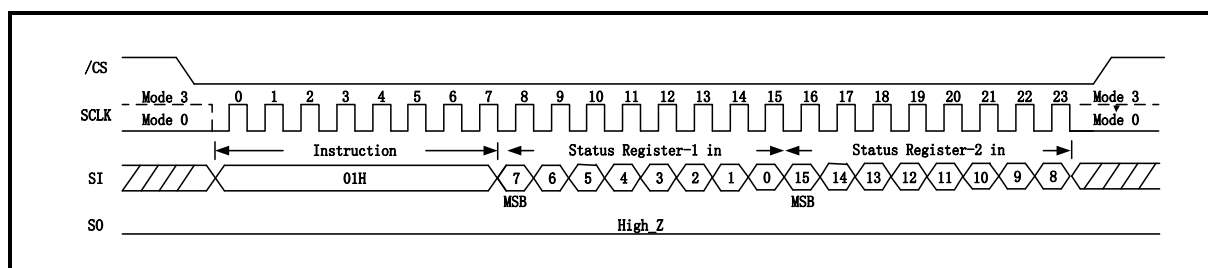 /CS
Mode 3 0 1 2 3 4 5 6 7 8 9 10 11 12 13 14 15 16 17 18 19 20 21 22 23 Mode 3
SCLK
Mode 0 Mode 0
Instruction Status Register-1 in Status Register-2 in
SI 01H 7 6 5 4 3 2 1 0 15 14 13 12 11 10 9 8
MSB MSB
SO High_Z